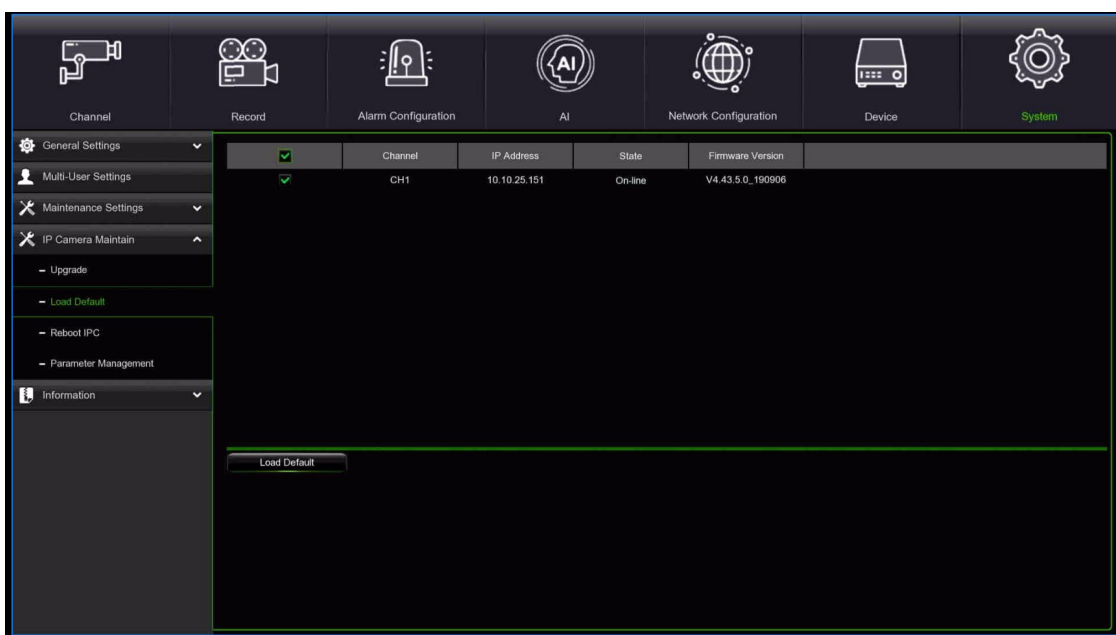 Channel Record Alarm Configuration AI Network Configuration Device System
General Settings
Multi-User Settings
Maintenance Settings
IP Camera Maintain
Upgrade
Load Default
Reboot IPC
Parameter Management
Information
Channel IP Address State Firmware Version
CH1 10.10.25.151 On-line V4.43.5.0_190906
Load Default